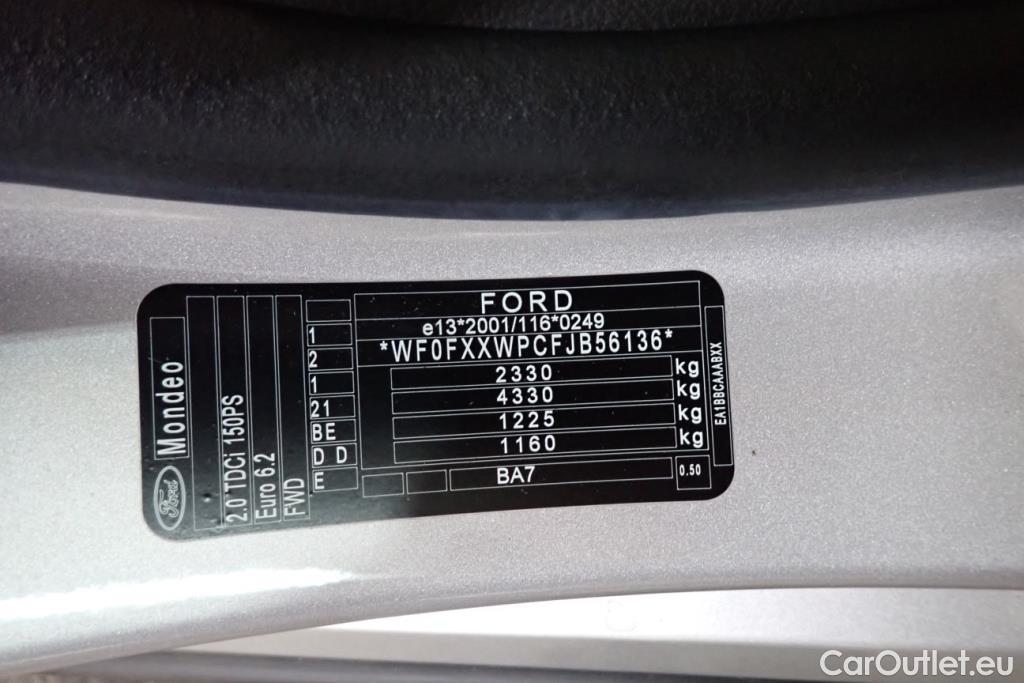 Ford
Mondeo
2.0 TDCi 150PS
Euro 6.2
FWD
1
2
1
21
BE
D D
E
FORD
e13*2001/116*0249
*WF0FXXWPCFJB56136*
2330 kg
4330 kg
1225 kg
1160 kg
BA7
0.50
EA1BBCAAABXX
CarOutlet.eu